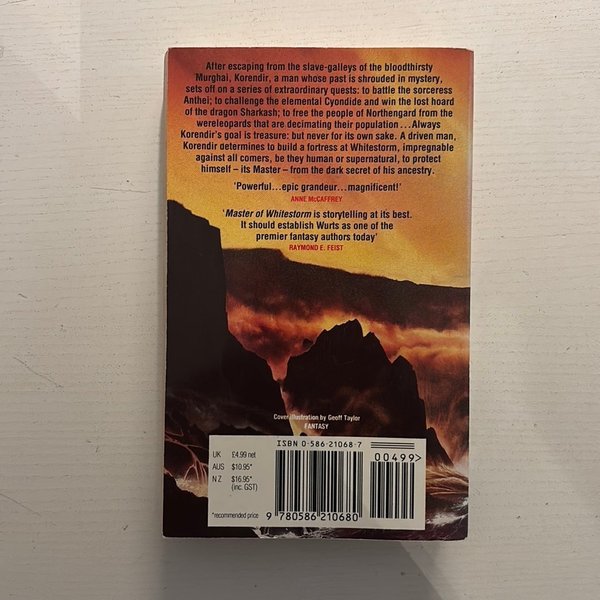 After escaping from the slave-galleys of the bloodthirsty
Murghai, Korendir, a man whose past is shrouded in mystery,
sets off on a series of extraordinary quests: to battle the sorceress
Anthei; to challenge the elemental Cyondide and win the lost hoard
of the dragon Sharkash; to free the people of Northengard from the
wereleopards that are decimating their population ... Always
Korendir's goal is treasure: but never for its own sake. A driven man,
Korendir determines to build a fortress at Whitestorm, impregnable
against all comers, be they human or supernatural, to protect
himself – its Master – from the dark secret of his ancestry.
'Powerful...epic grandeur...magnificent!'
ANNE McCAFFREY
'Master of Whitestorm is storytelling at its best.
It should establish Wurts as one of the
premier fantasy authors today'
RAYMOND E. FEIST
Cover illustration by Geoff Taylor
FANTASY
ISBN 0-586-21068-7
UK £4.99 net
AUS $10.95*
N Z $16.95*
(inc. GST)
*recommended price
00499>
9 780586 210680